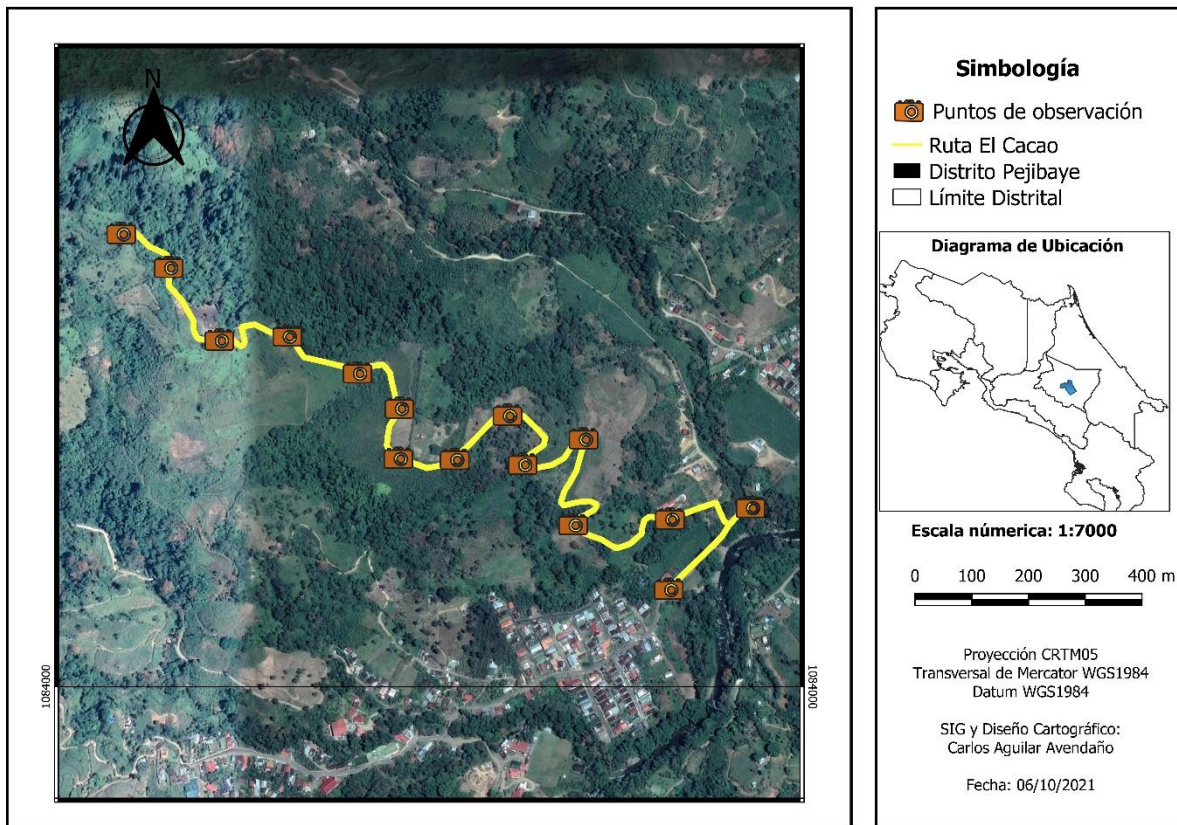 N
1084000
1084000
Simbología
Puntos de observación
Ruta El Cacao
Distrito Pejibaye
Límite Distrital
Diagrama de Ubicación
Escala númerica: 1:7000
0 100 200 300 400 m
Proyección CRTM05
Transversal de Mercator WGS1984
Datum WGS1984
SIG y Diseño Cartográfico:
Carlos Aguilar Avendaño
Fecha: 06/10/2021